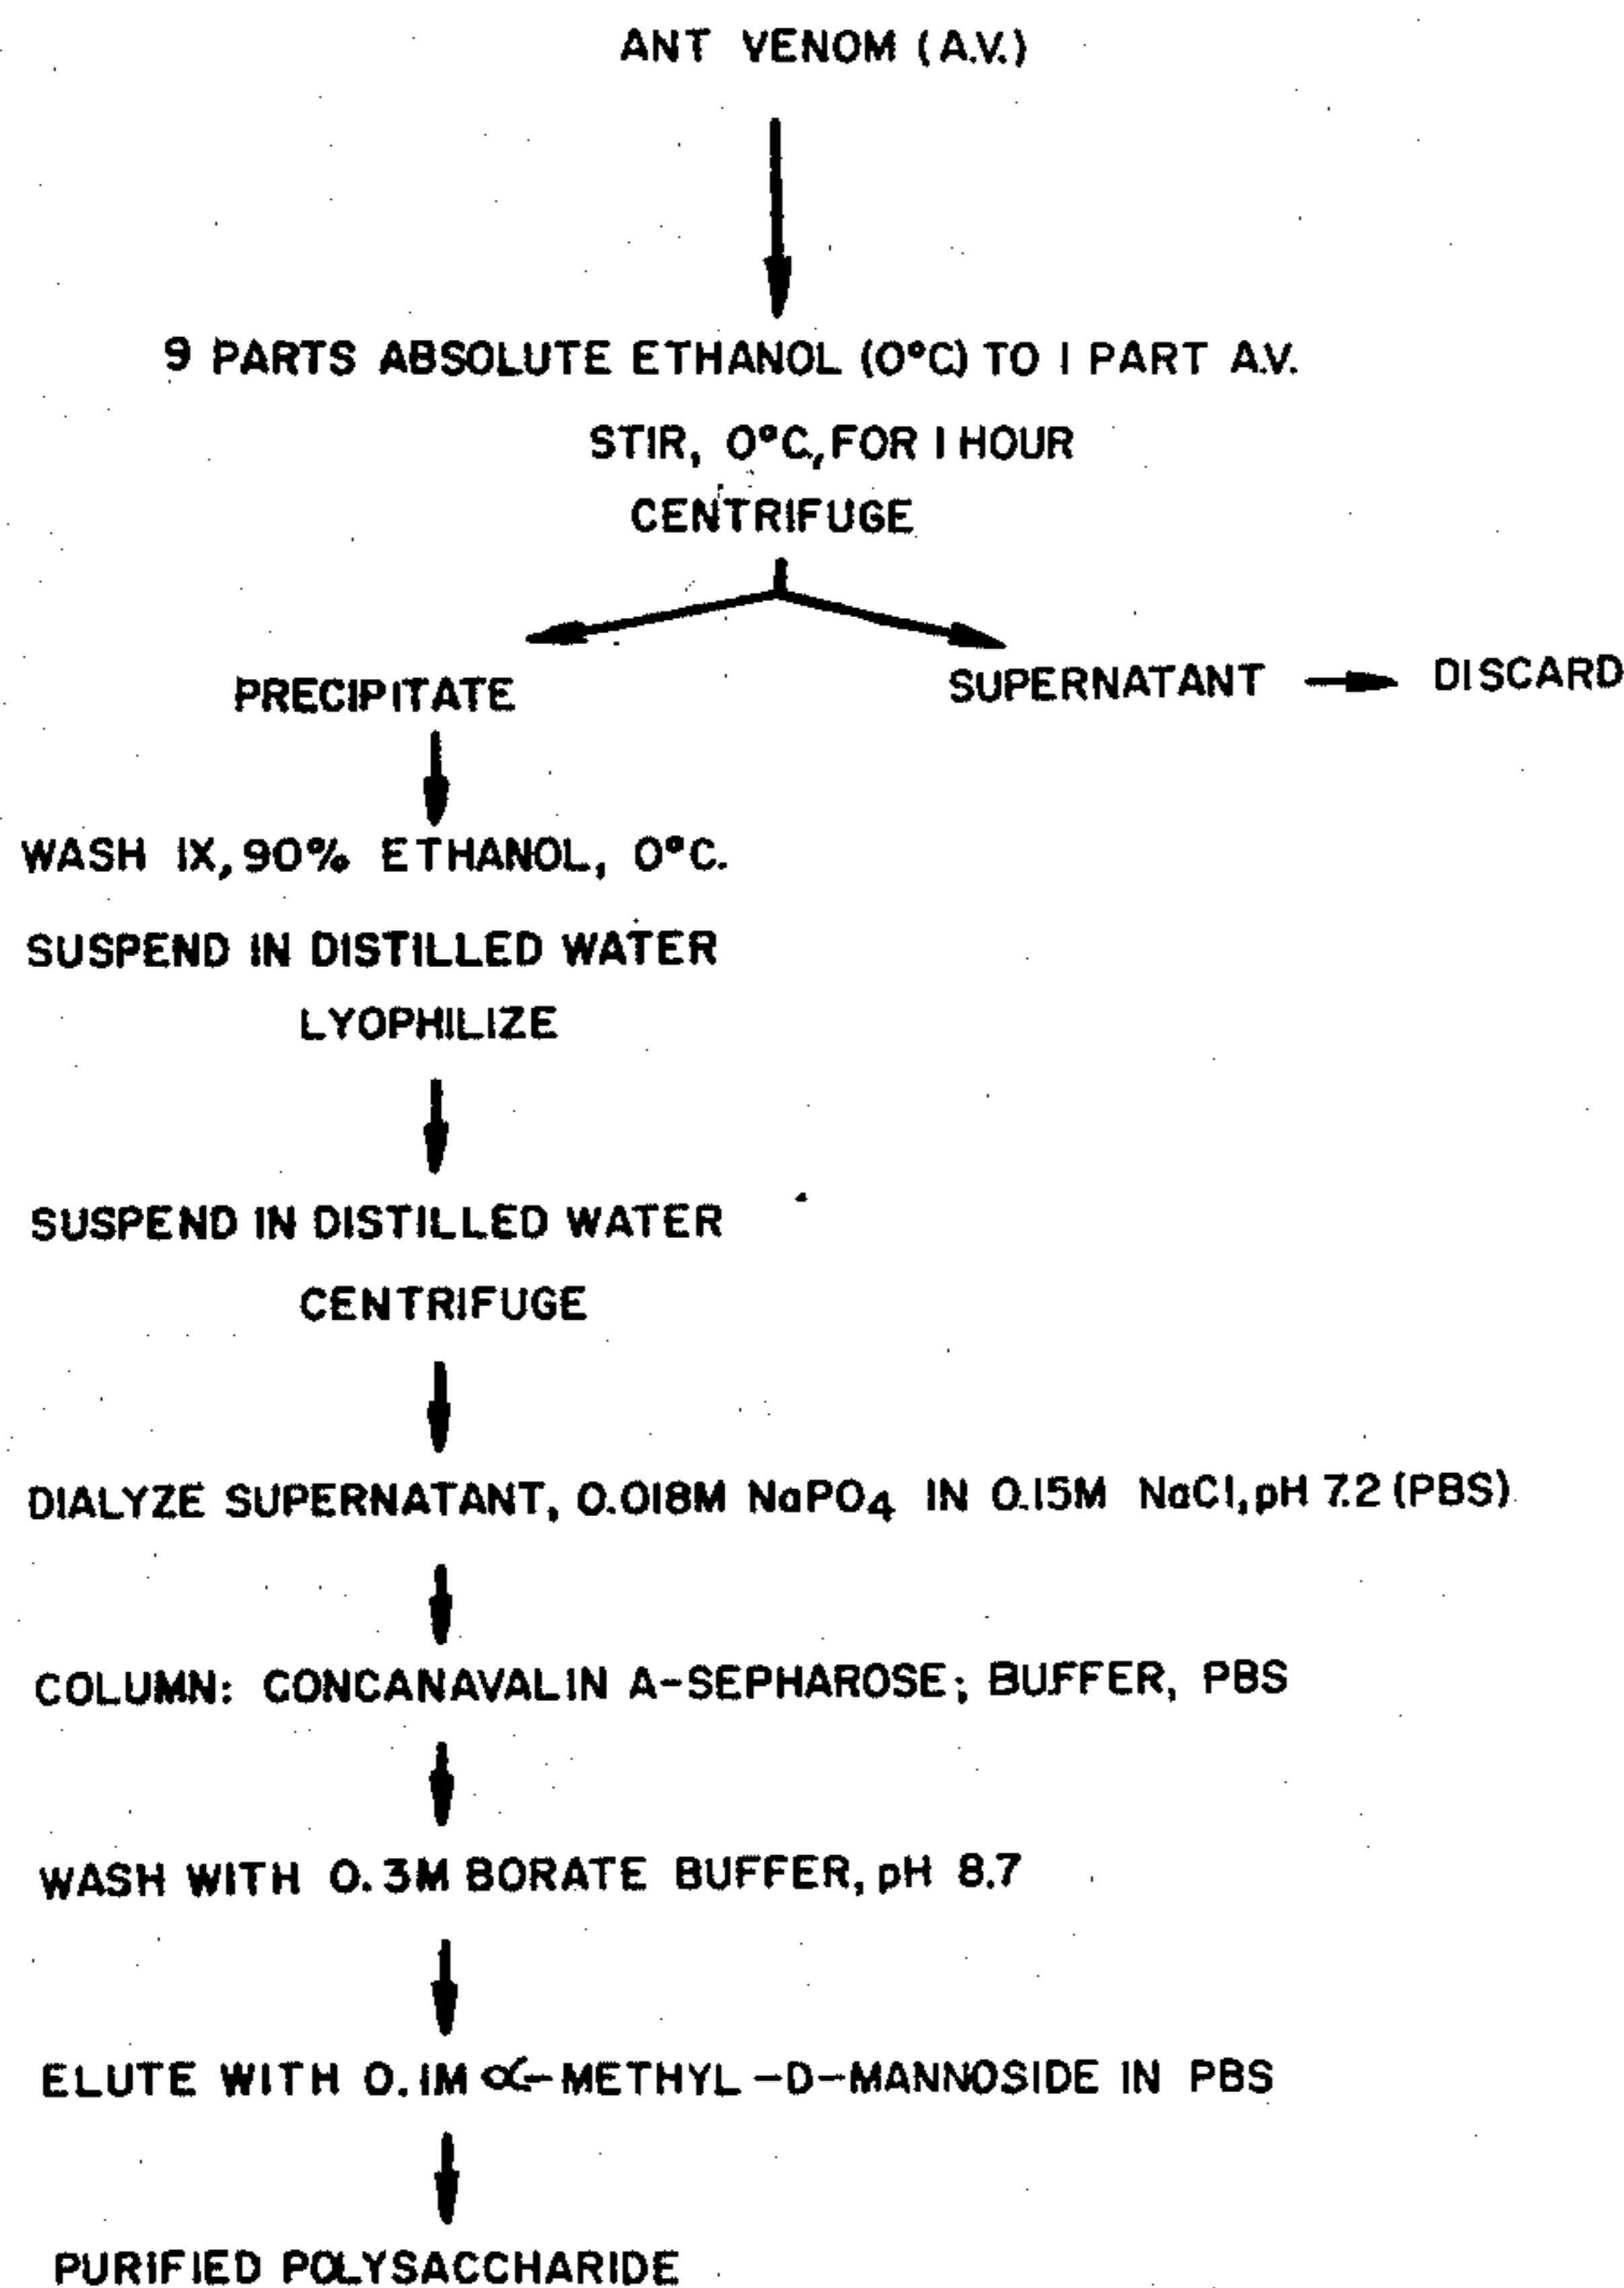 ANT VENOM (A.V.)
9 PARTS ABSOLUTE ETHANOL (0°C) TO 1 PART A.V.
STIR, 0°C, FOR 1 HOUR
CENTRIFUGE
PRECIPITATE
SUPERNATANT → DISCARD
WASH 1X, 90% ETHANOL, 0°C.
SUSPEND IN DISTILLED WATER
LYOPHILIZE
SUSPEND IN DISTILLED WATER
CENTRIFUGE
DIALYZE SUPERNATANT, 0.018M NaPO4 IN 0.15M NaCl, pH 7.2 (PBS)
COLUMN: CONCANAVALIN A-SEPHAROSE; BUFFER, PBS
WASH WITH 0.3M BORATE BUFFER, pH 8.7
ELUTE WITH 0.1M α-METHYL-D-MANNOSIDE IN PBS
PURIFIED POLYSACCHARIDE